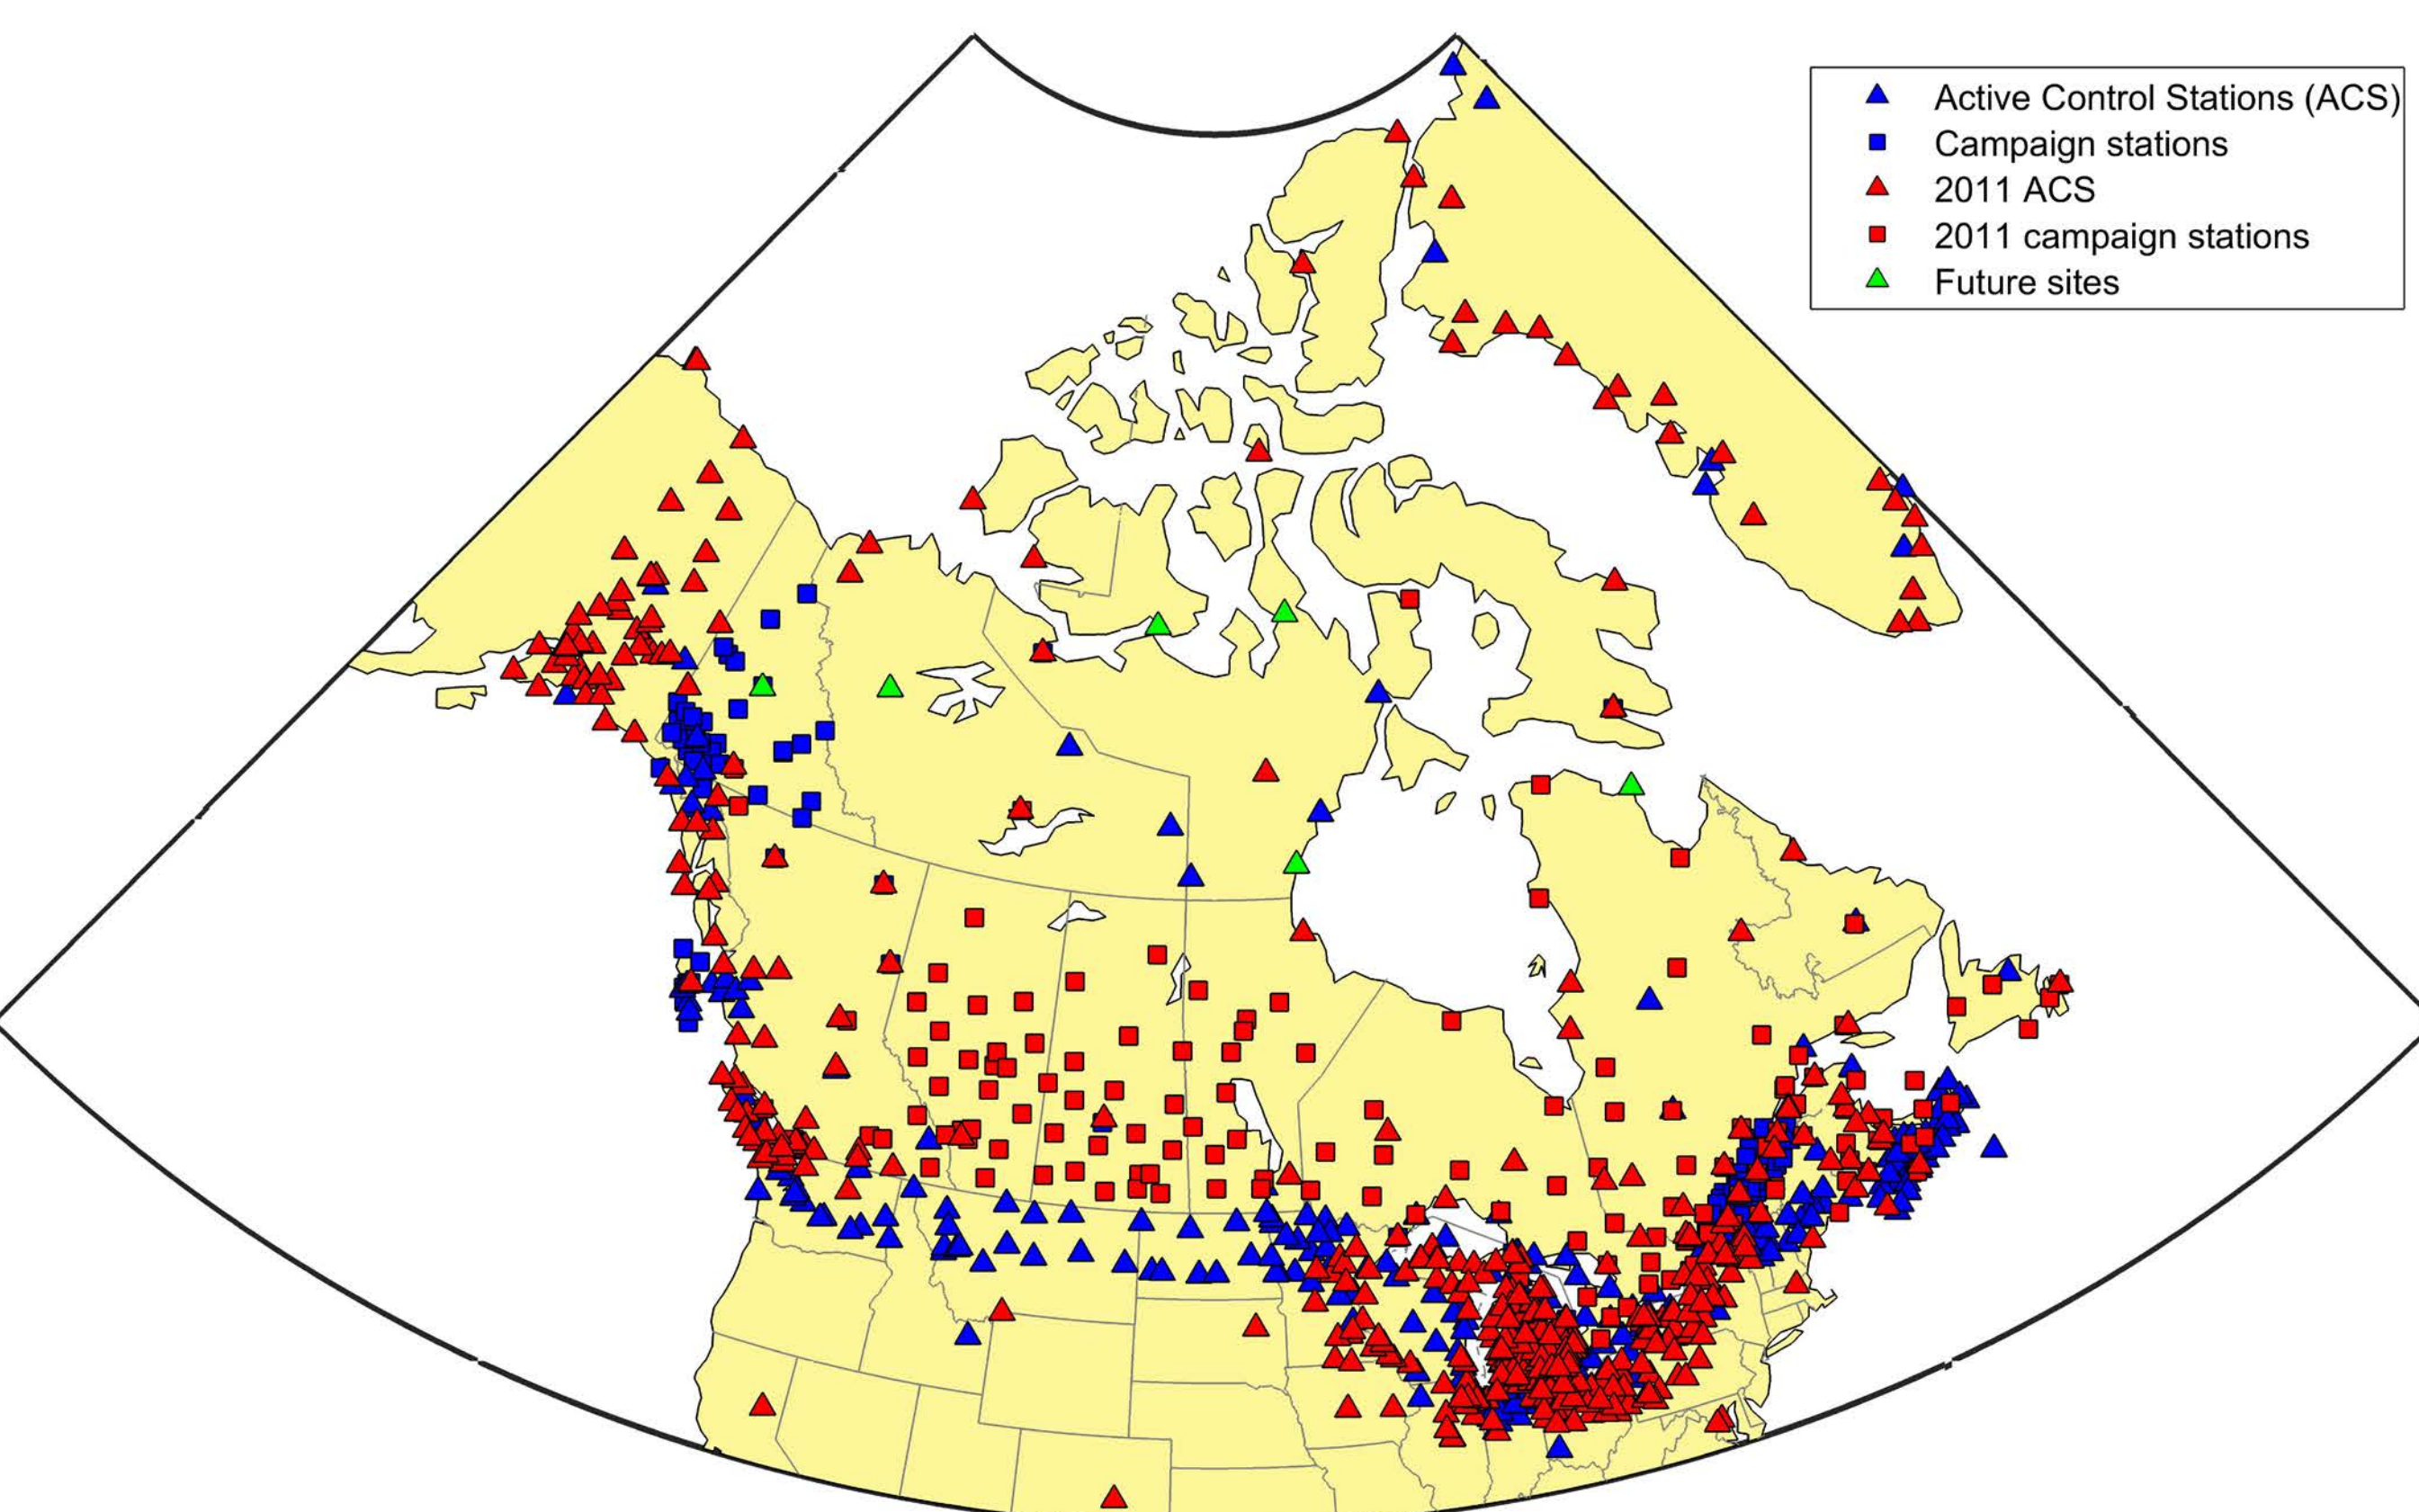 Active Control Stations (ACS)
Campaign stations
2011 ACS
2011 campaign stations
Future sites